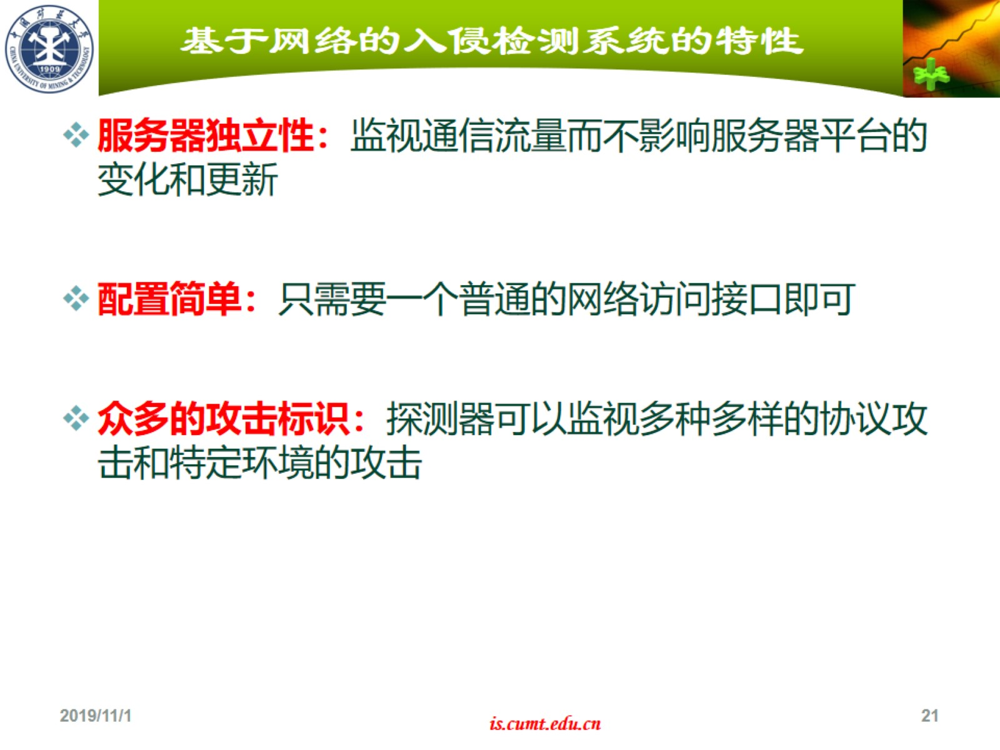 中国矿业大学
CHINA UNIVERSITY OF MINING & TECHNOLOGY
1909
基于网络的入侵检测系统的特性
服务器独立性：监视通信流量而不影响服务器平台的
变化和更新
配置简单：只需要一个普通的网络访问接口即可
众多的攻击标识：探测器可以监视多种多样的协议攻
击和特定环境的攻击
2019/11/1
is.cumt.edu.cn
21